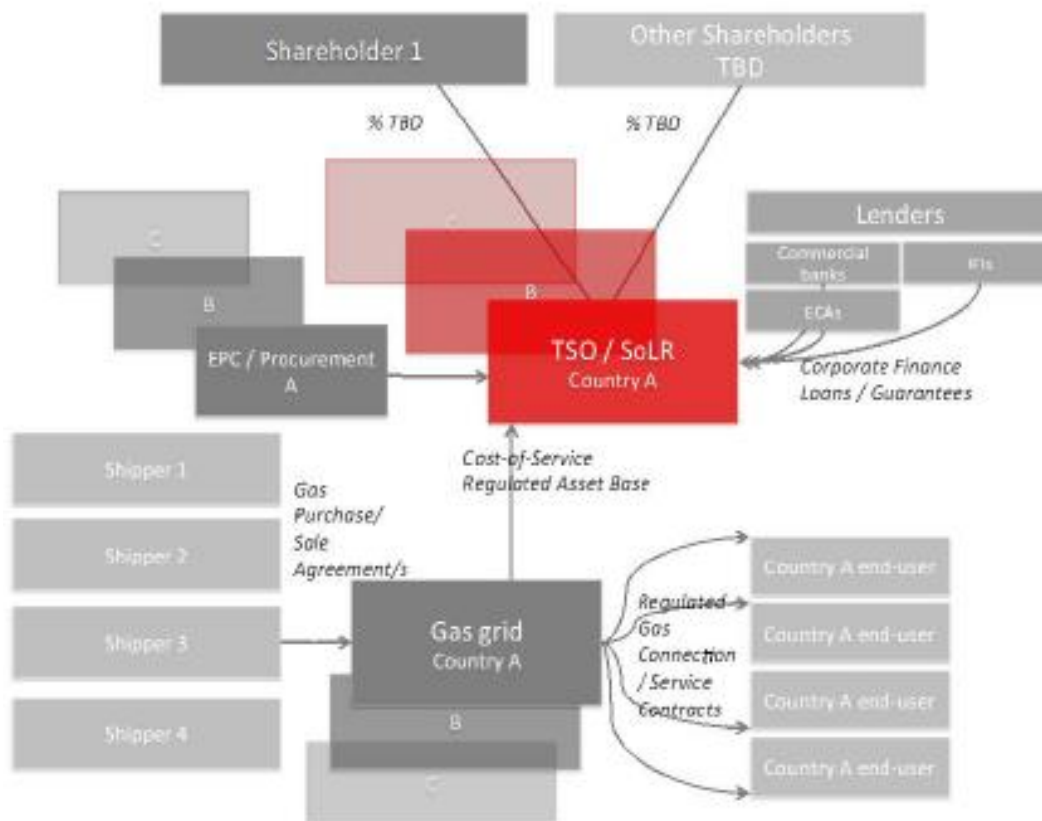 Shareholder 1
Other Shareholders
TBD
% TBD
% TBD
C
C
Lenders
Commercial
banks
IFIs
B
B
ECAs
EPC / Procurement
A
TSO / SoLR
Country A
Corporate Finance
Loans / Guarantees
Shipper 1
Gas
Purchase/
Sale
Agreement/s
Cost-of-Service
Regulated Asset Base
Shipper 2
Shipper 3
Shipper 4
Gas grid
Country A
B
C
Regulated
Gas
Connection
/ Service
Contracts
Country A end-user
Country A end-user
Country A end-user
Country A end-user